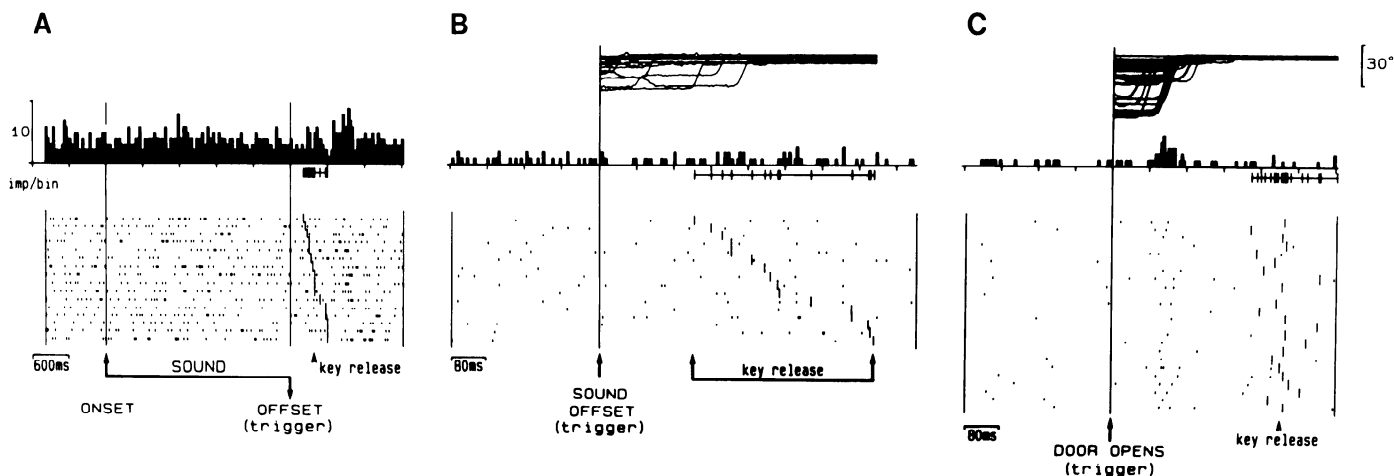 A
10
imp/bin
600ms
SOUND
key release
ONSET
OFFSET
(trigger)
B
80ms
key release
SOUND
OFFSET
(trigger)
C
30°
80ms
key release
DOOR OPENS
(trigger)